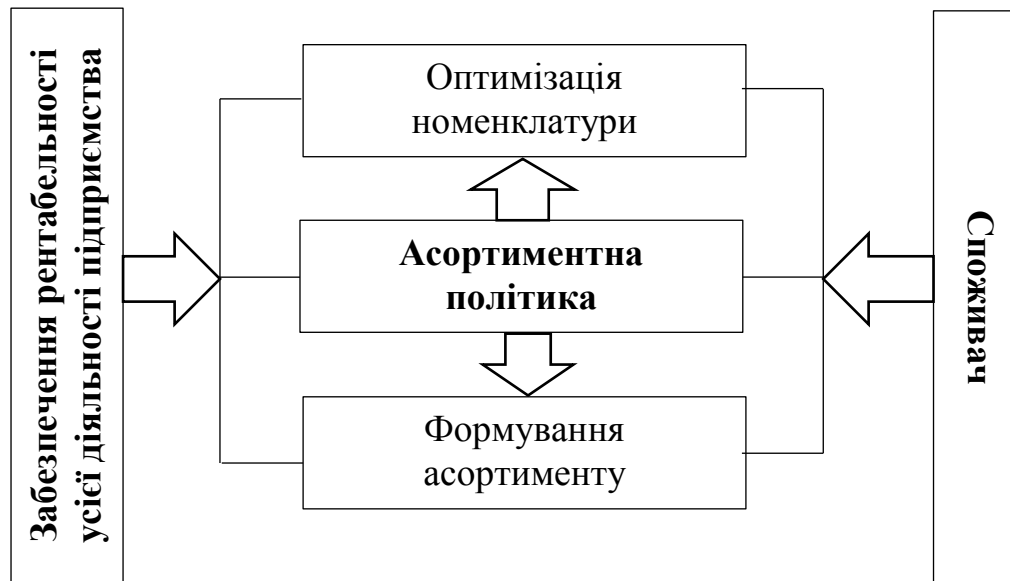 Забезпечення рентабельності
усієї діяльності підприємства
Оптимізація
номенклатури
Асортиментна
політика
Формування
асортименту
Споживач